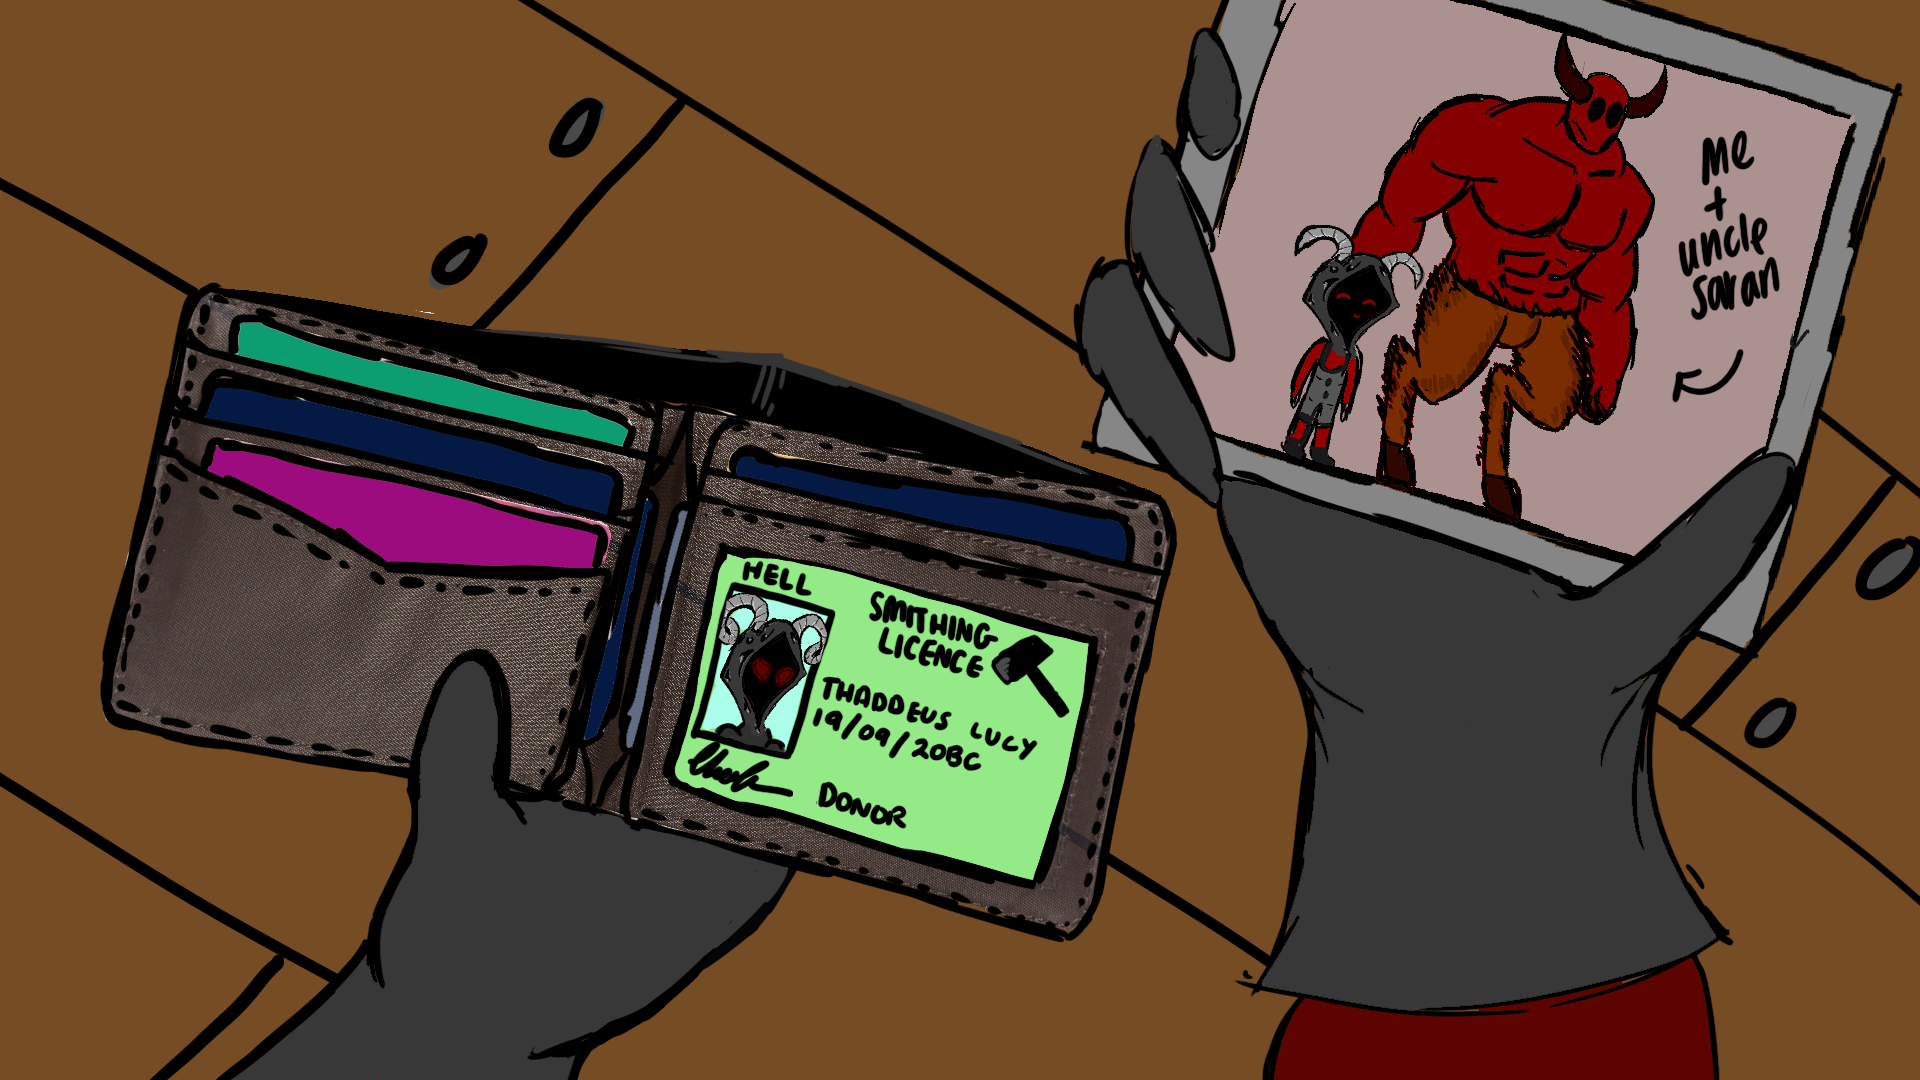 HELL
SMITHING
LICENCE
THADDEUS LUCY
19/09/20BC
DONOR
Me
+
uncle
saran